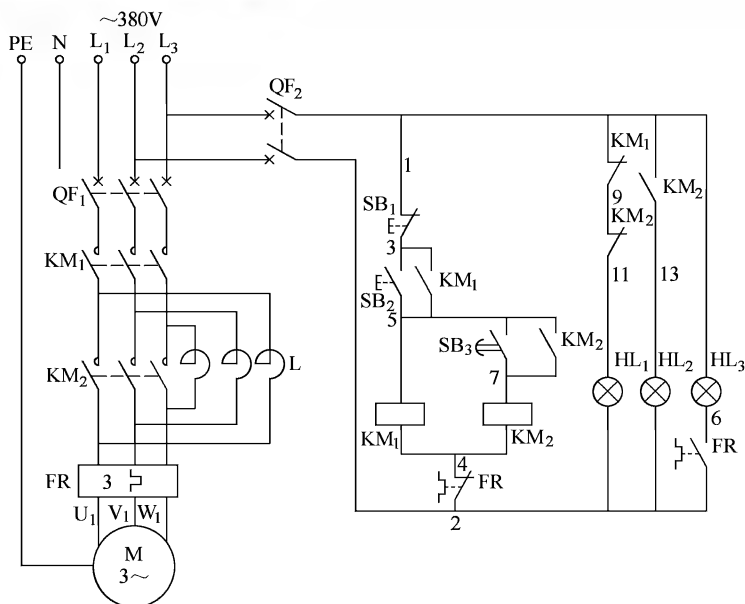 ～380V
PE N L₁ L₂ L₃
QF₂
QF₁
KM₁
KM₂
L
FR 3
U₁ V₁ W₁
M
3～
1
SB₁
3
SB₂
KM₁
5
SB₃
KM₂
7
KM₁
KM₂
4
FR
2
KM₁
9
KM₂
KM₂
11
13
HL₁ HL₂ HL₃
6
FR